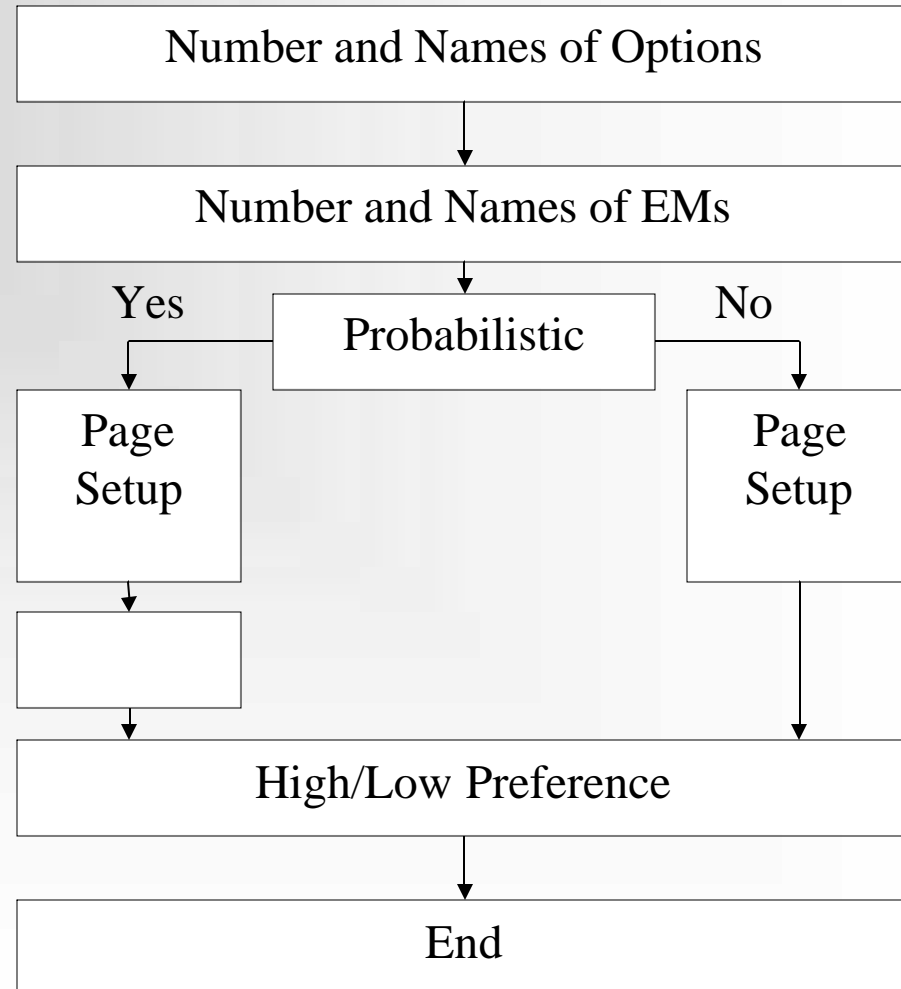 Number and Names of Options
Number and Names of EMs
Yes
No
Probabilistic
Page
Setup
Page
Setup
High/Low Preference
End